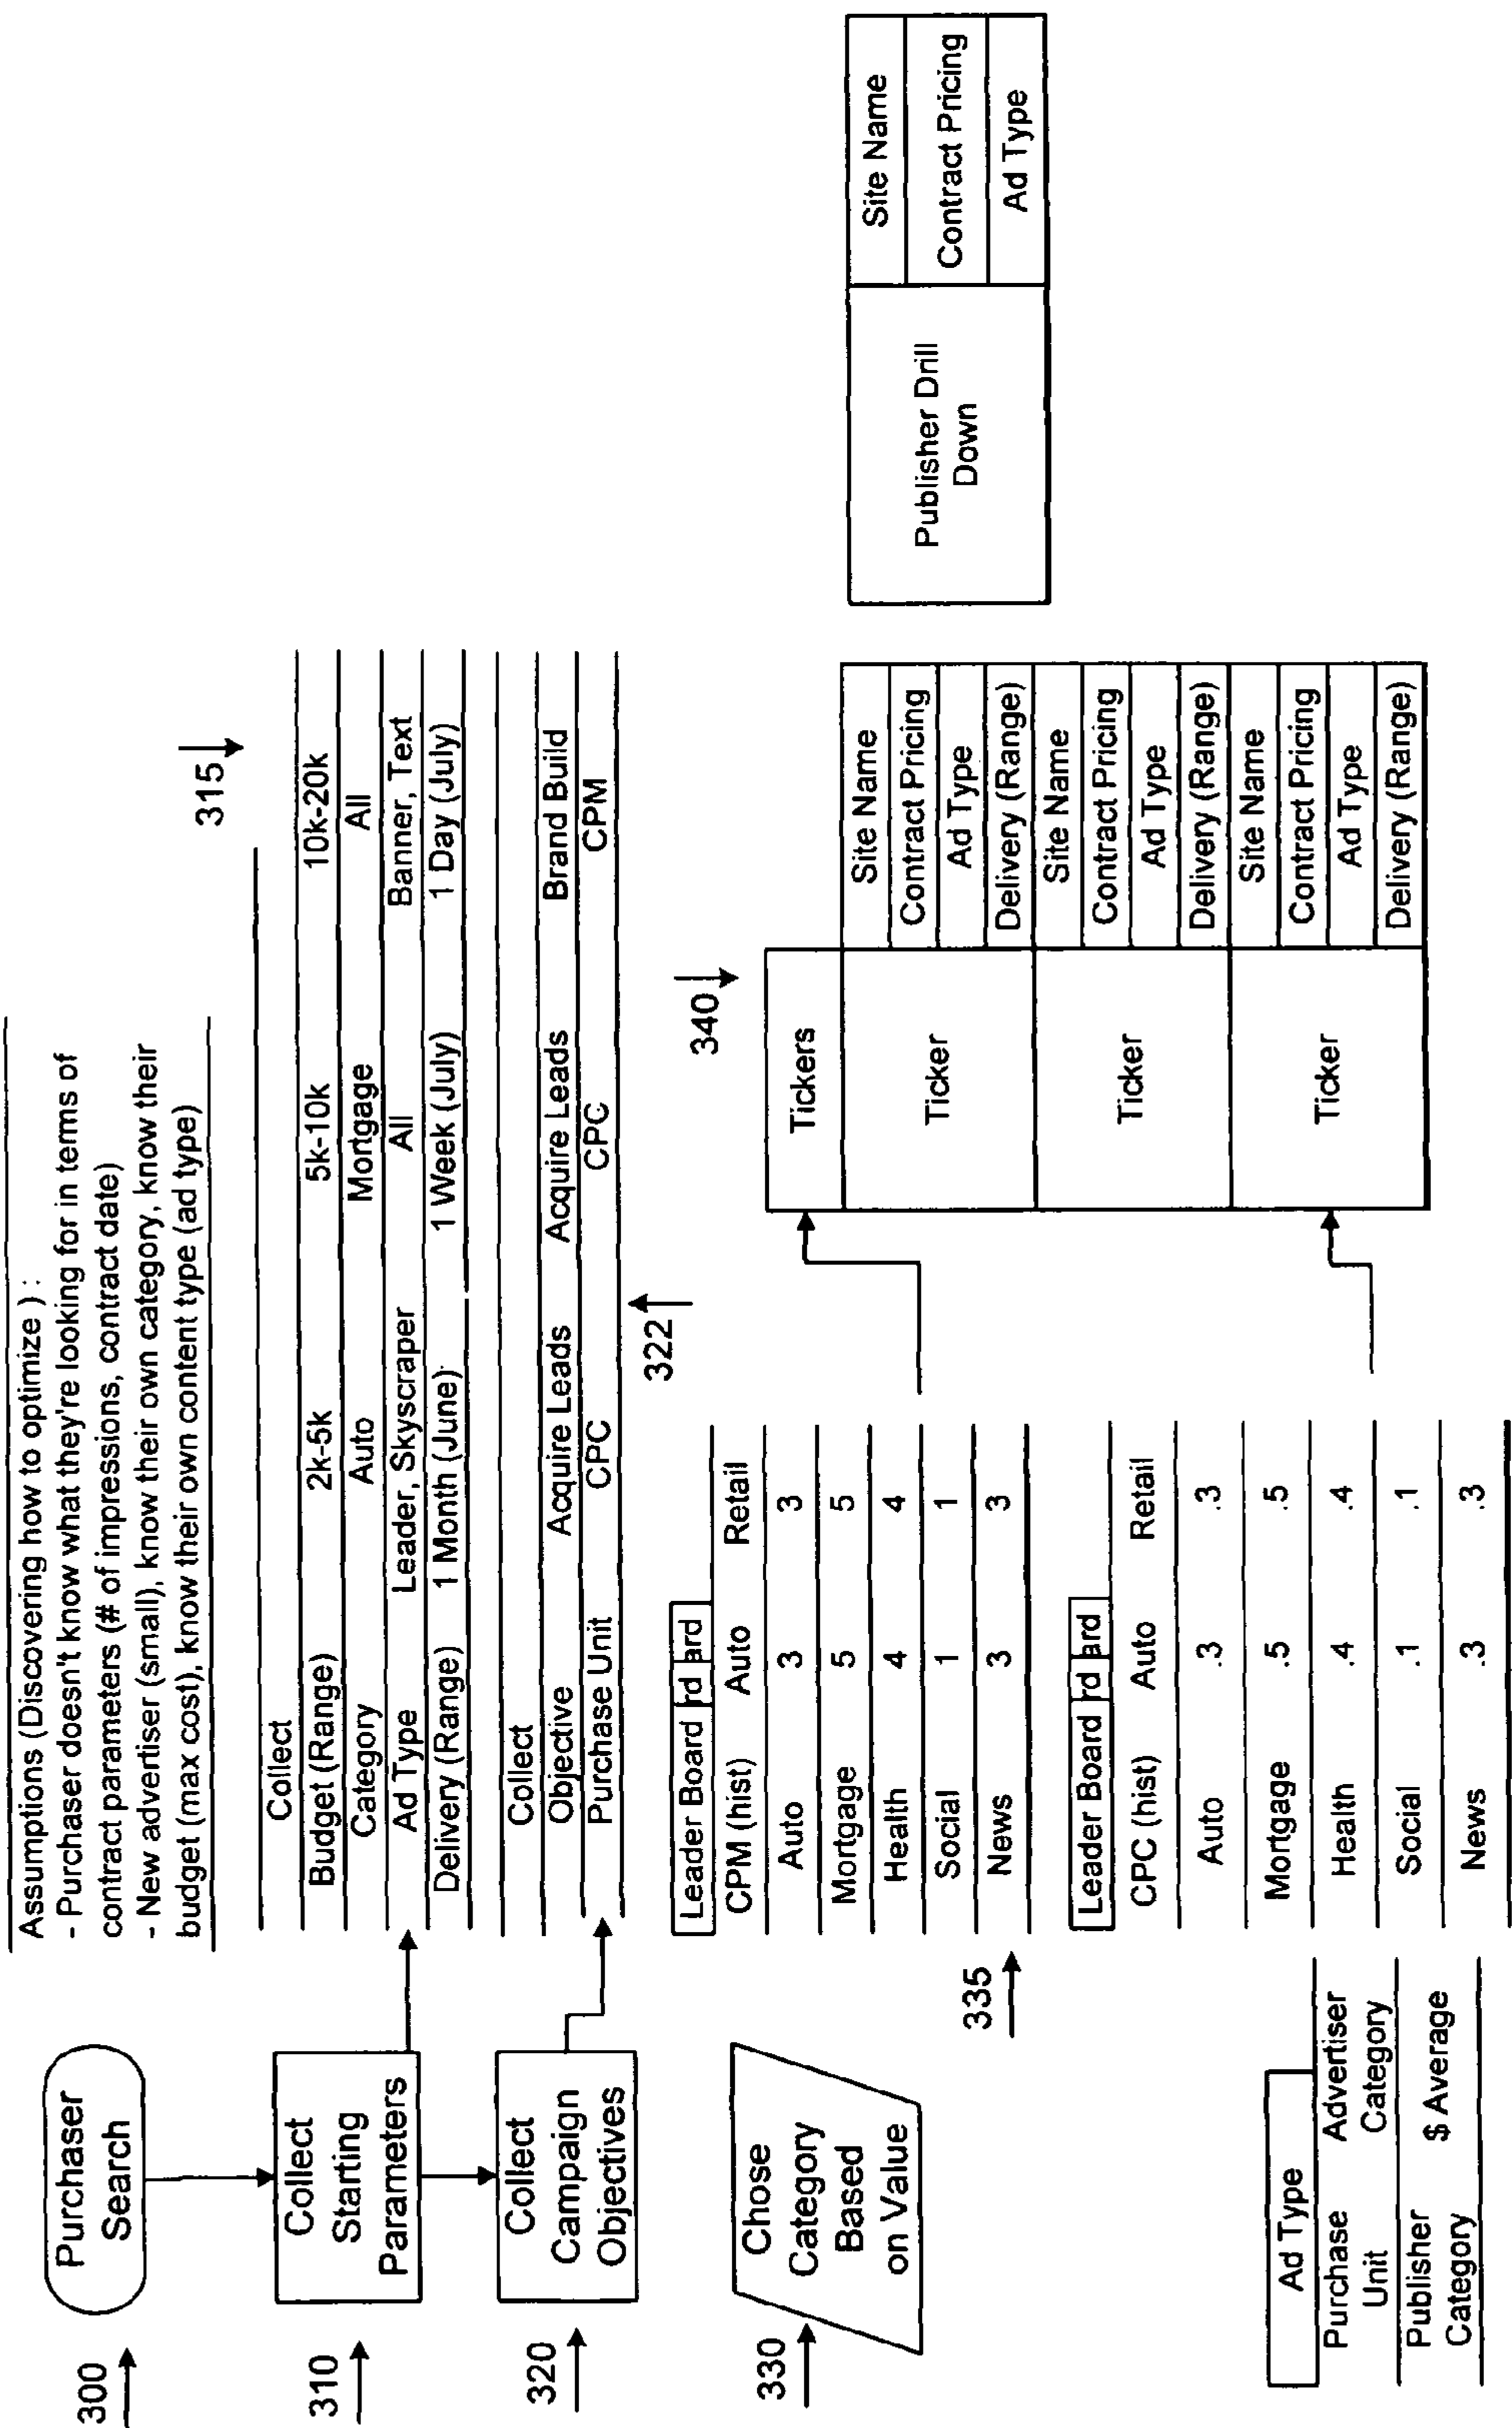 Assumptions (Discovering how to optimize ) :
- Purchaser doesn't know what they're looking for in tems of
contract parameters (# of impressions, contract date)
- New advertiser (small), know their own category, know their
budget (max cost), know their own content type (ad type)
300
Purchaser
Search
310
Collect
Starting
Parameters
315
Collect
Budget (Range) 2k-5k 5k-10k 10k-20k
Category Auto Mortgage All
Ad Type Leader, Skyscraper All Banner, Text
Delivery (Range) 1 Month (June) 1 Week (July) 1 Day (July)
320
Collect
Campaign
Objectives
Collect
Objective Acquire Leads Acquire Leads Brand Build
Purchase Unit CPC CPC CPM
322
330
Chose
Category
Based
on Value
335
Leader Board rd ard
CPM (hist) Auto Retail
Auto 3 3
Mortgage 5 5
Health 4 4
Social 1 1
News 3 3
Leader Board rd ard
CPC (hist) Auto Retail
Auto .3 .3
Mortgage .5 .5
Health .4 .4
Social .1 .1
News .3 .3
Ad Type
Purchase Advertiser
Unit Category
Publisher $ Average
Category
340
Tickers
Ticker
Site Name
Contract Pricing
Ad Type
Delivery (Range)
Ticker
Site Name
Contract Pricing
Ad Type
Delivery (Range)
Ticker
Site Name
Contract Pricing
Ad Type
Delivery (Range)
Publisher Drill
Down
Site Name
Contract Pricing
Ad Type